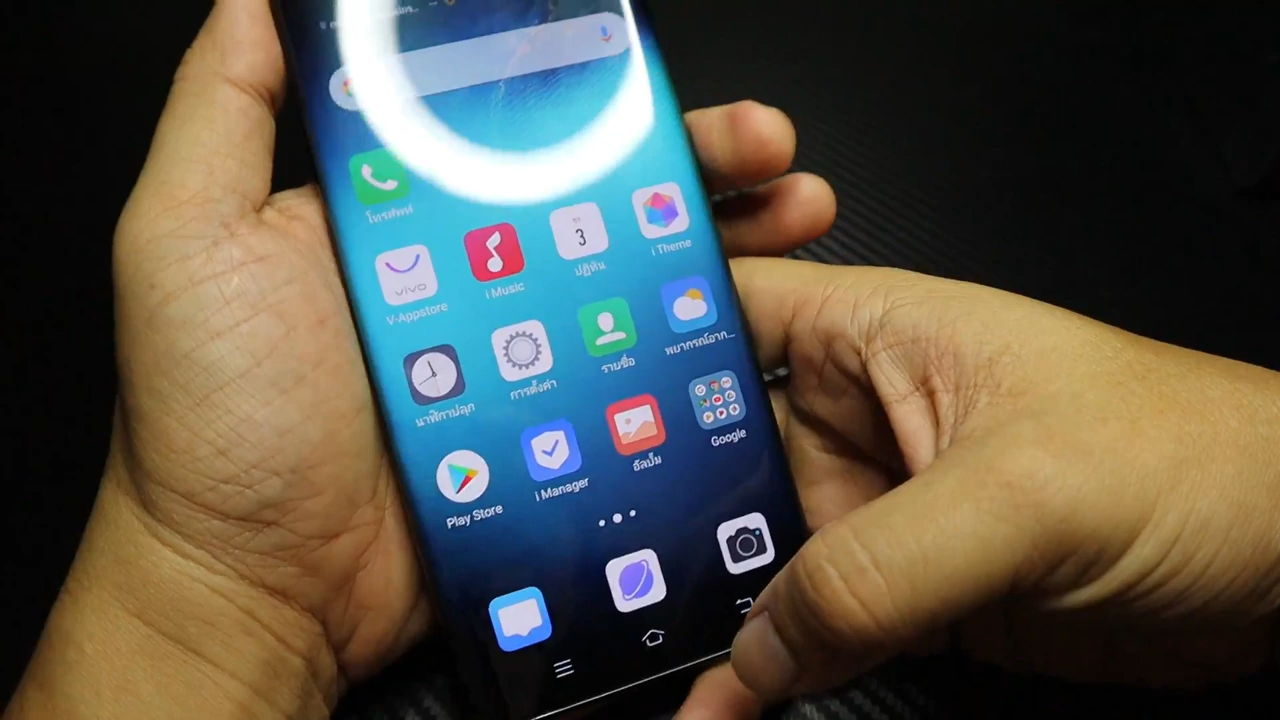 โทรศัพท์
vivo
V-Appstore
i Music
3
ปฏิทิน
i Theme
นาฬิกาปลุก
การตั้งค่า
รายชื่อ
พยากรณ์อาก...
Play Store
i Manager
อัลบั้ม
Google